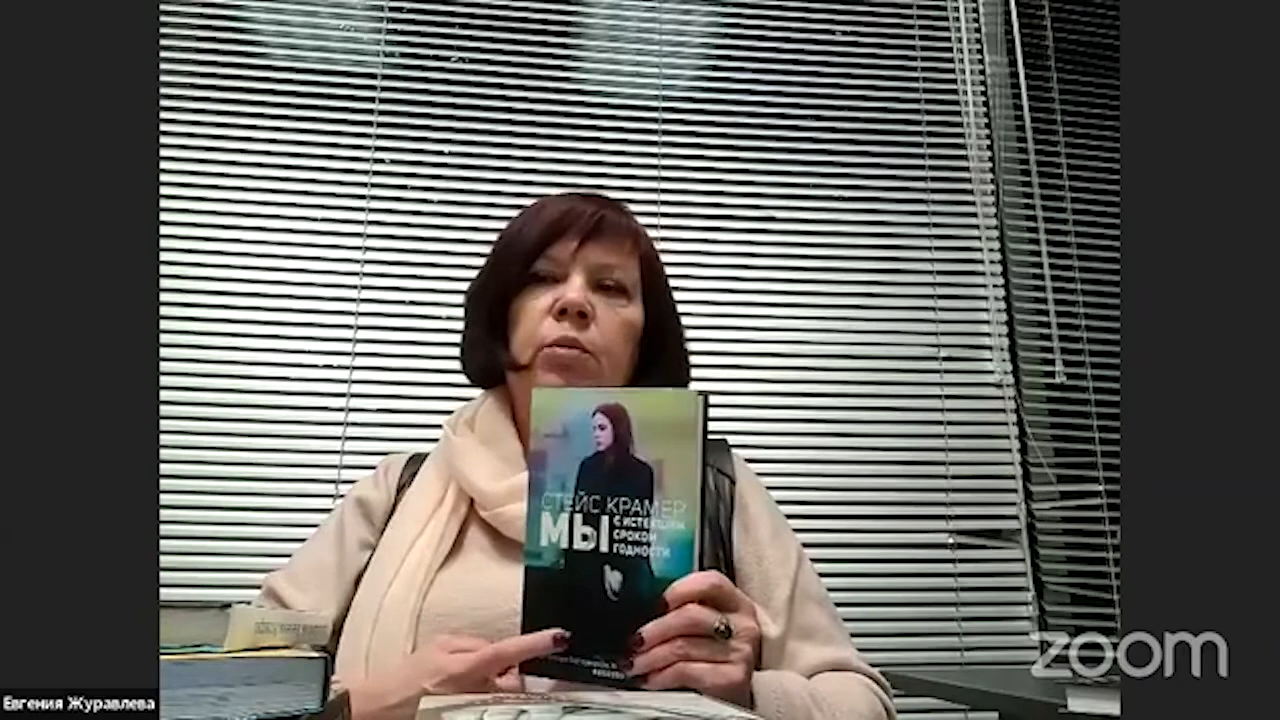 СТЕЙС КРАМЕР
МЫ
С ИСТЕКШИМ
СРОКОМ
ГОДНОСТИ
Евгения Журавлева
zoom